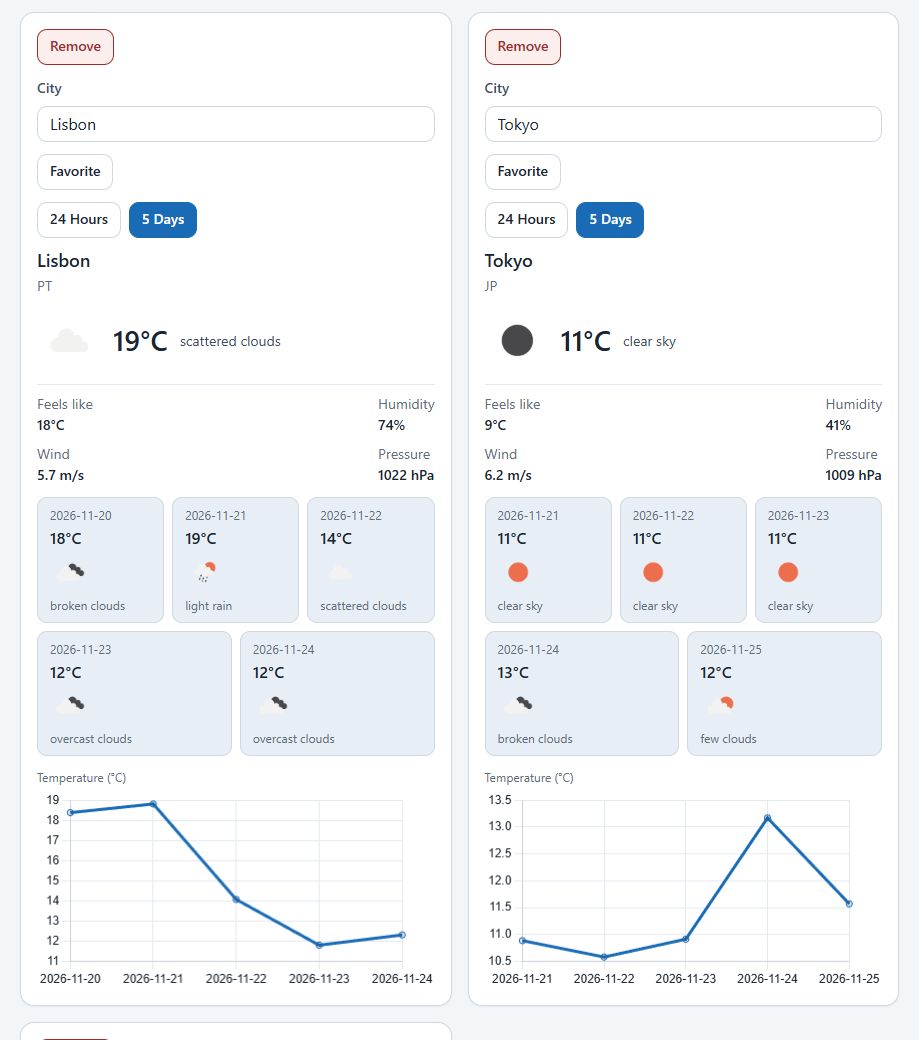 Remove
City
Lisbon
Favorite
24 Hours 5 Days
Lisbon
PT
19°C scattered clouds
Feels like Humidity
18°C 74%
Wind Pressure
5.7 m/s 1022 hPa
2026-11-20 2026-11-21 2026-11-22
18°C 19°C 14°C
broken clouds light rain scattered clouds
2026-11-23 2026-11-24
12°C 12°C
overcast clouds overcast clouds
Temperature (°C)
19
18
17
16
15
14
13
12
11
2026-11-20 2026-11-21 2026-11-22 2026-11-23 2026-11-24
Remove
City
Tokyo
Favorite
24 Hours 5 Days
Tokyo
JP
11°C clear sky
Feels like Humidity
9°C 41%
Wind Pressure
6.2 m/s 1009 hPa
2026-11-21 2026-11-22 2026-11-23
11°C 11°C 11°C
clear sky clear sky clear sky
2026-11-24 2026-11-25
13°C 12°C
broken clouds few clouds
Temperature (°C)
13.5
13.0
12.5
12.0
11.5
11.0
10.5
2026-11-21 2026-11-22 2026-11-23 2026-11-24 2026-11-25